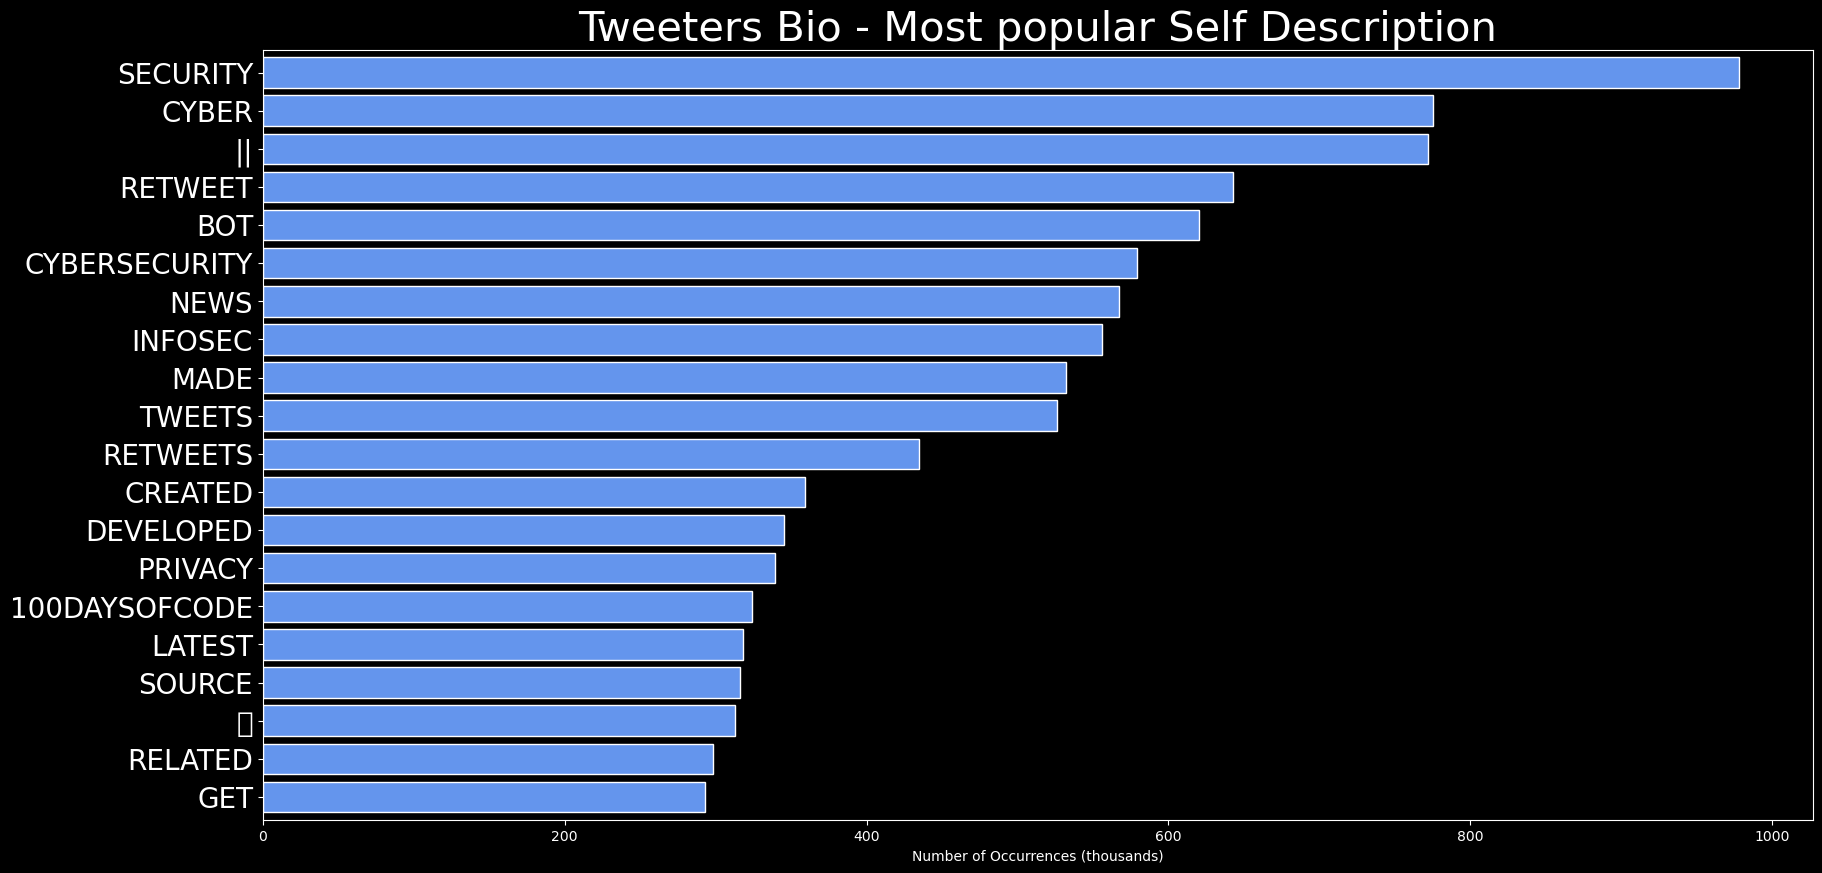 Tweeters Bio - Most popular Self Description
SECURITY
CYBER
||
RETWEET
BOT
CYBERSECURITY
NEWS
INFOSEC
MADE
TWEETS
RETWEETS
CREATED
DEVELOPED
PRIVACY
100DAYSOFCODE
LATEST
SOURCE
RELATED
GET
0 200 400 600 800 1000
Number of Occurrences (thousands)